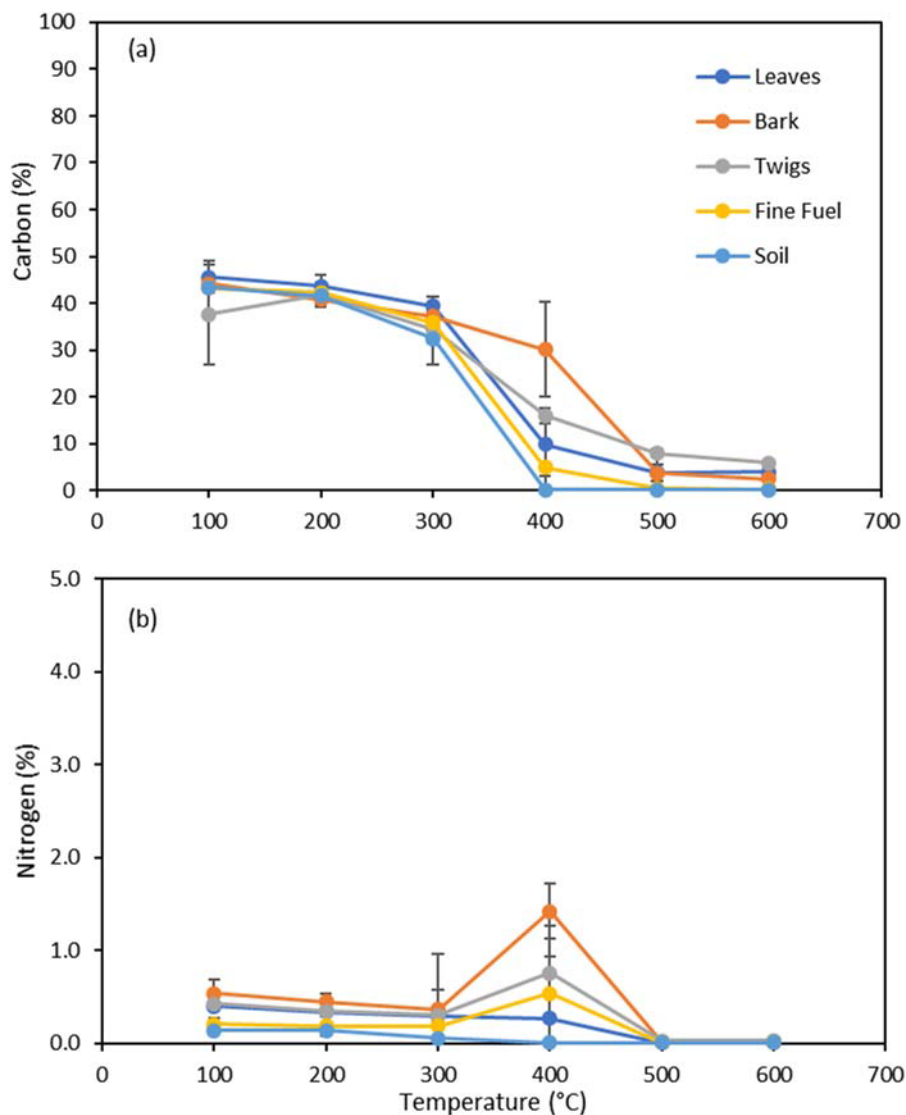 100
(a)
90
80
Leaves
70
Bark
60
Twigs
50
Fine Fuel
40
Soil
30
20
10
0
Carbon (%)
0 100 200 300 400 500 600 700
5.0
(b)
4.0
3.0
2.0
1.0
0.0
Nitrogen (%)
0 100 200 300 400 500 600 700
Temperature (°C)